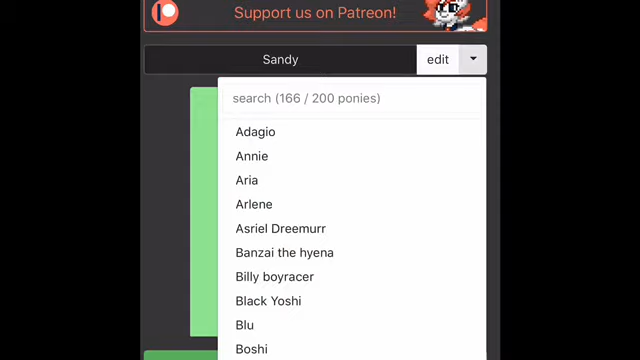 Support us on Patreon!
Sandy
edit
search (166 / 200 ponies)
Adagio
Annie
Aria
Arlene
Asriel Dreemurr
Banzai the hyena
Billy boyracer
Black Yoshi
Blu
Boshi